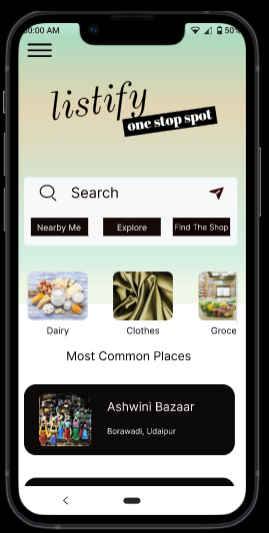 00:00 AM 50%
listify
one stop spot
Search
Nearby Me Explore Find The Shop
Dairy Clothes Groce
Most Common Places
Ashwini Bazaar
Borawadi, Udaipur